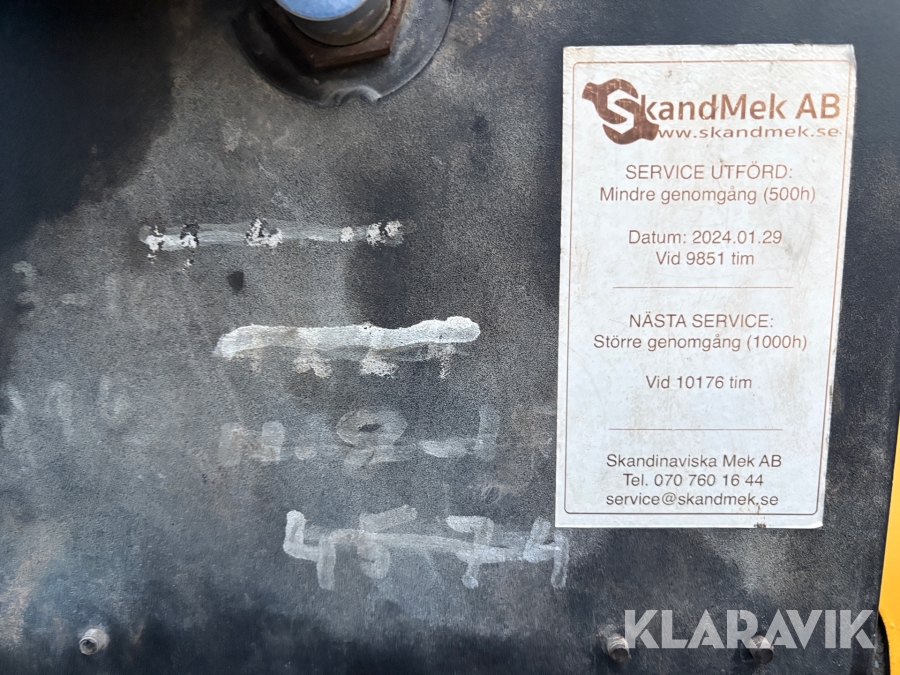 SkandMek AB
www.skandmek.se
SERVICE UTFÖRD:
Mindre genomgång (500h)
Datum: 2024.01.29
Vid 9851 tim
NÄSTA SERVICE:
Större genomgång (1000h)
Vid 10176 tim
Skandinaviska Mek AB
Tel. 070 760 16 44
service@skandmek.se
4574
KLARAVIK